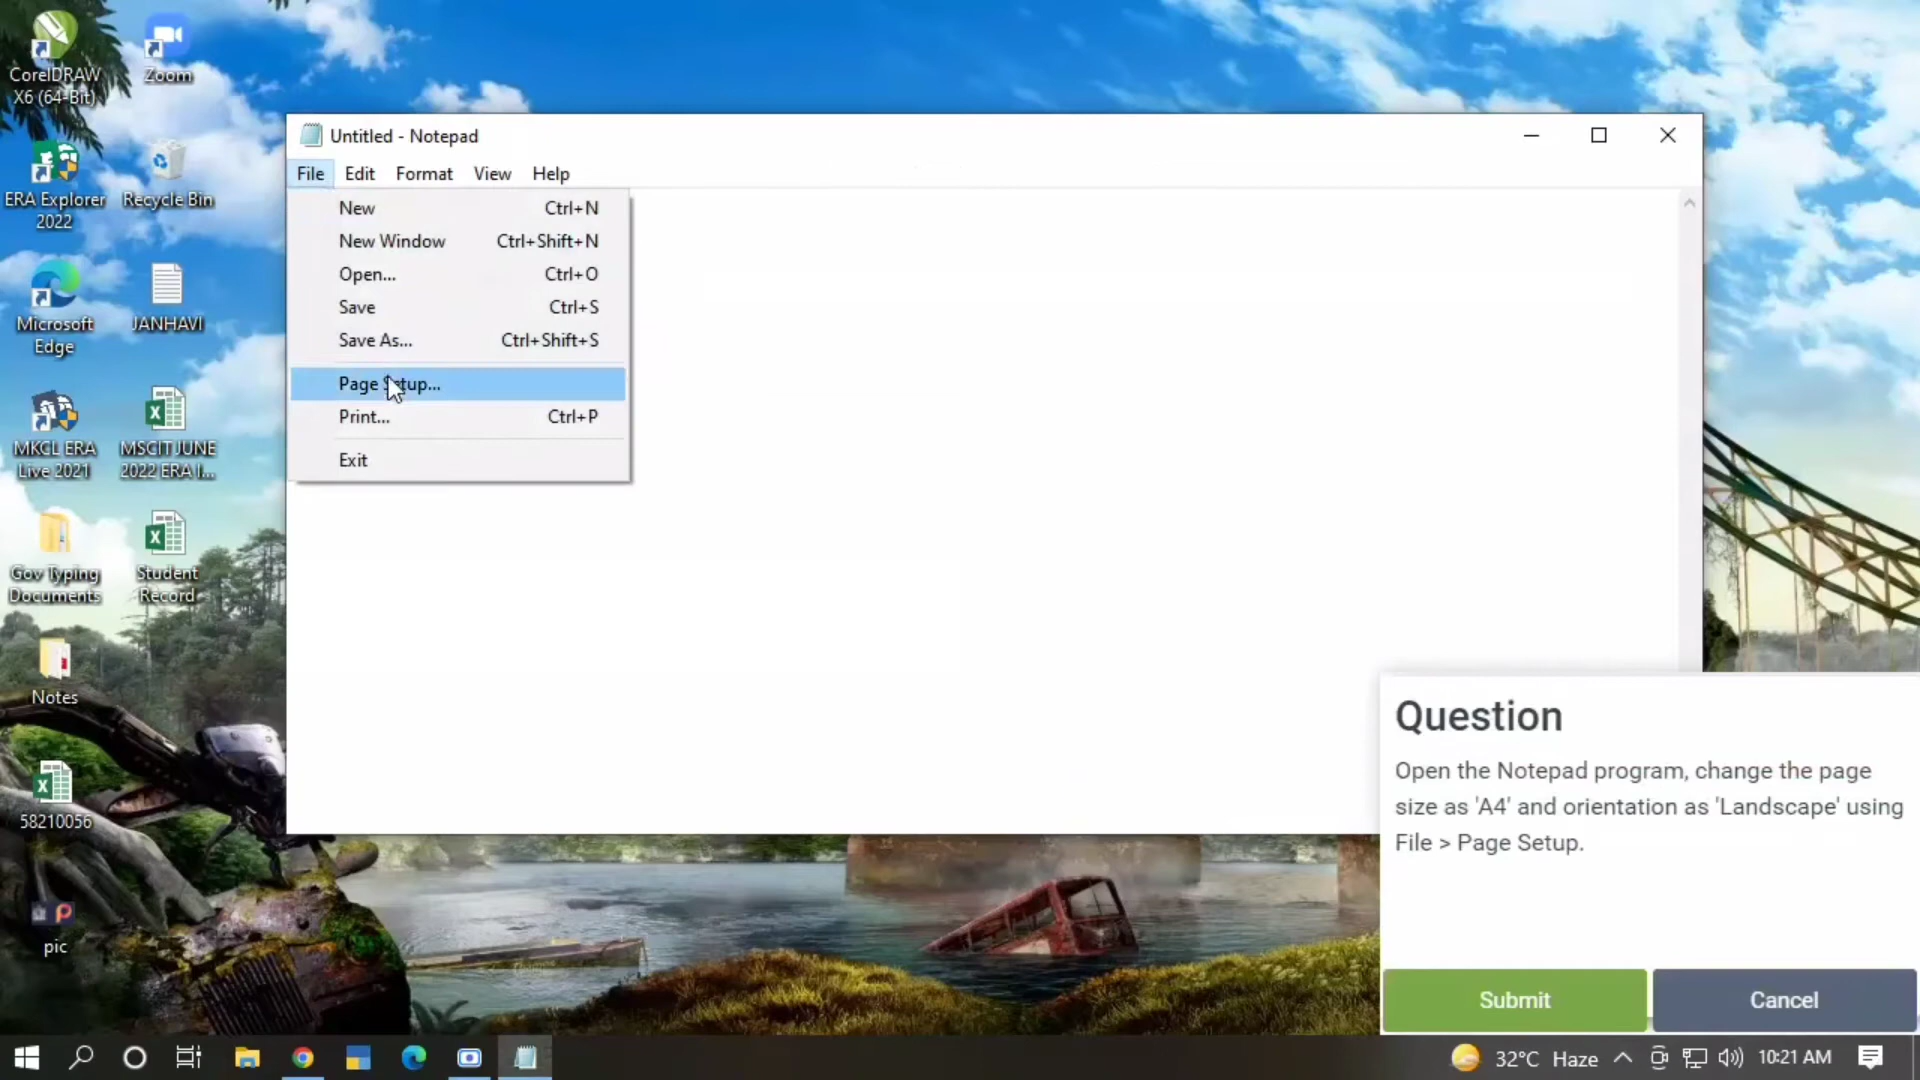 CorelDRAW
X6 (64-Bit)
Zoom
ERA Explorer
2022
Recycle Bin
Microsoft
Edge
JANHAVI
MKCL ERA
Live 2021
MSCIT JUNE
2022 ERA I...
Gov Typing
Documents
Student
Record
Notes
58210056
pic
Untitled - Notepad
File Edit Format View Help
New Ctrl+N
New Window Ctrl+Shift+N
Open... Ctrl+O
Save Ctrl+S
Save As... Ctrl+Shift+S
Page Setup...
Print... Ctrl+P
Exit
Question
Open the Notepad program, change the page
size as 'A4' and orientation as 'Landscape' using
File > Page Setup.
Submit Cancel
32°C Haze 10:21 AM